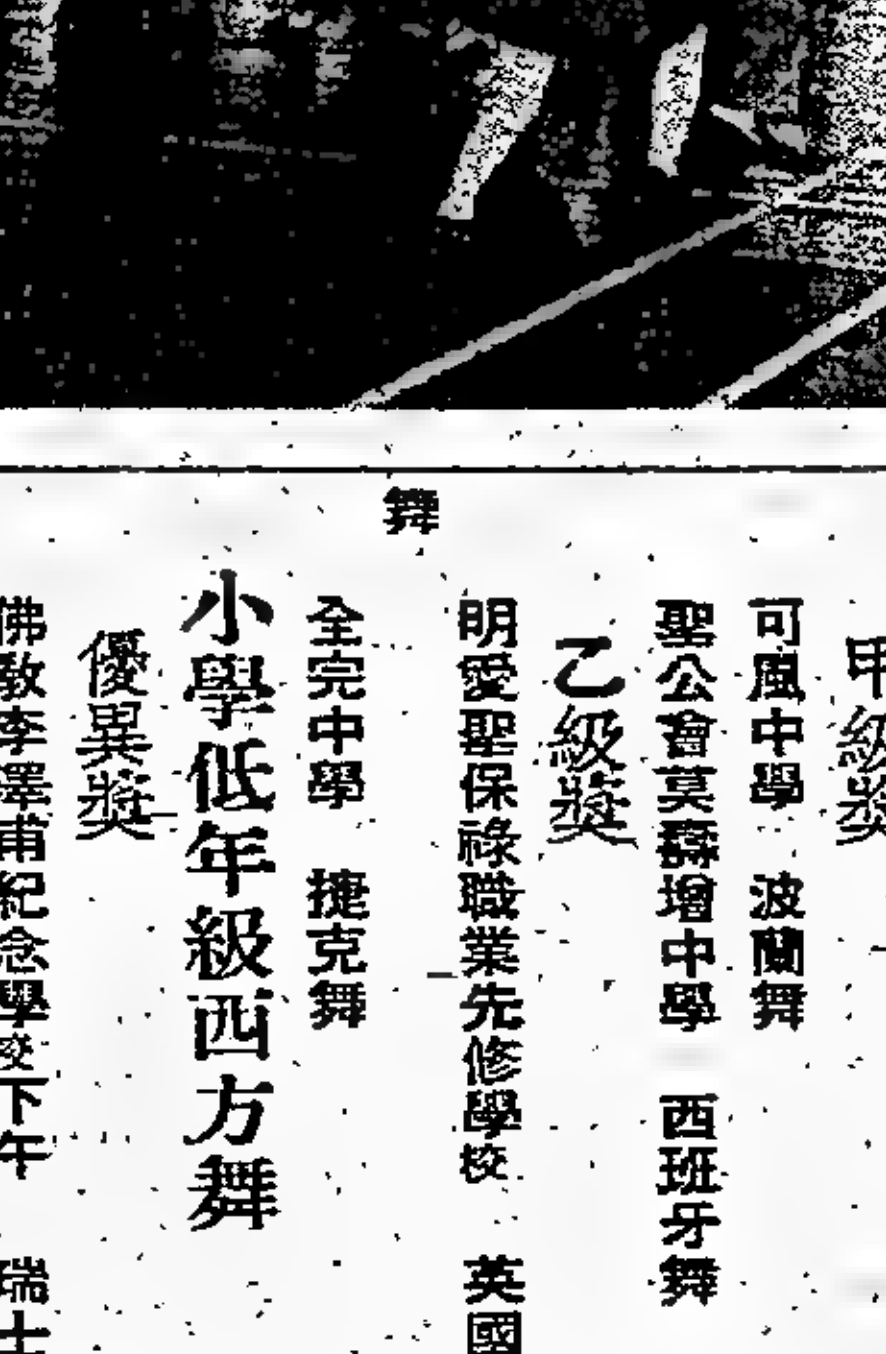 甲級獎
可風中學 波蘭舞
聖公會莫壽增中學 西班牙舞
乙級獎
明愛聖保祿職業先修學校 英國
舞
全完中學 捷克舞
小學低年級西方舞
優異獎
佛教李澤甫紀念學校下午 瑞士